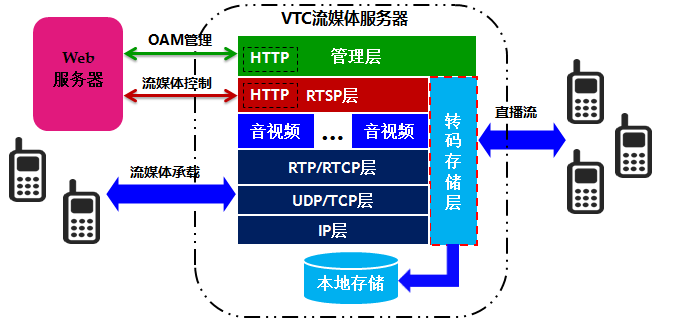 VTC流媒体服务器
Web
服务器
OAM管理
流媒体控制
HTTP
管理层
HTTP
RTSP层
音视频
...
音视频
转码存储层
直播流
流媒体承载
RTP/RTCP层
UDP/TCP层
IP层
本地存储